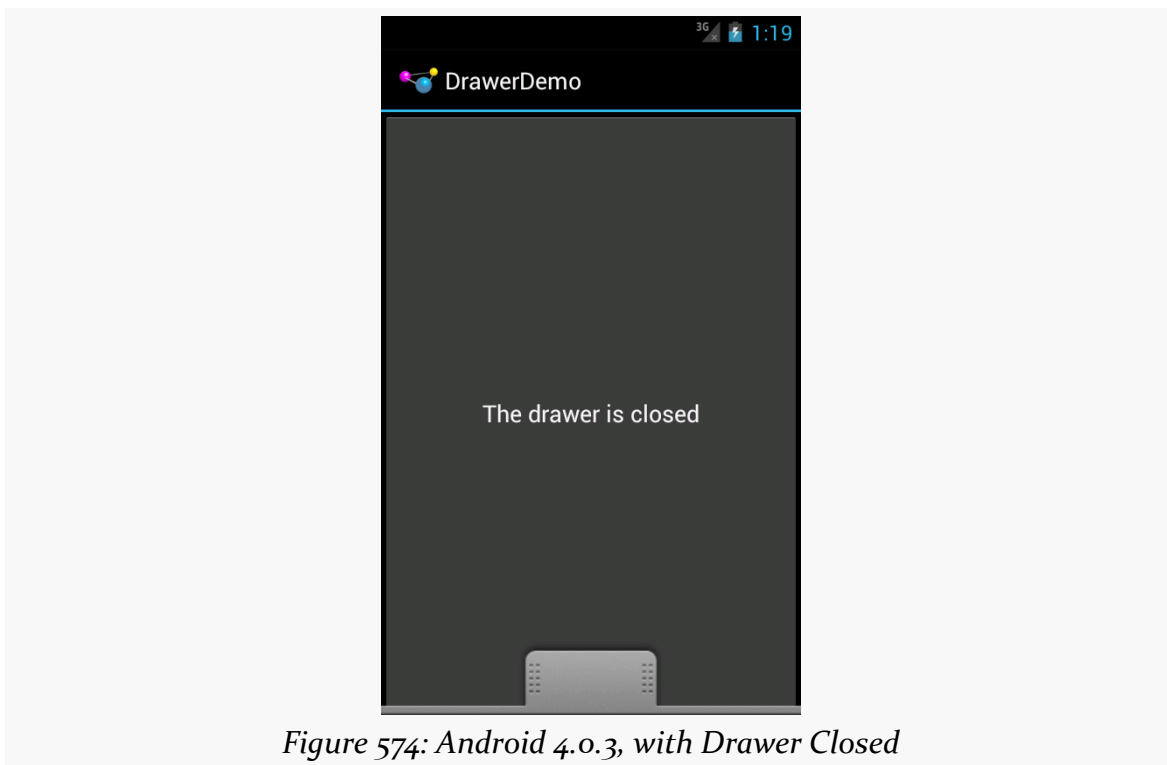 3G 1:19
DrawerDemo
The drawer is closed
Figure 574: Android 4.0.3, with Drawer Closed